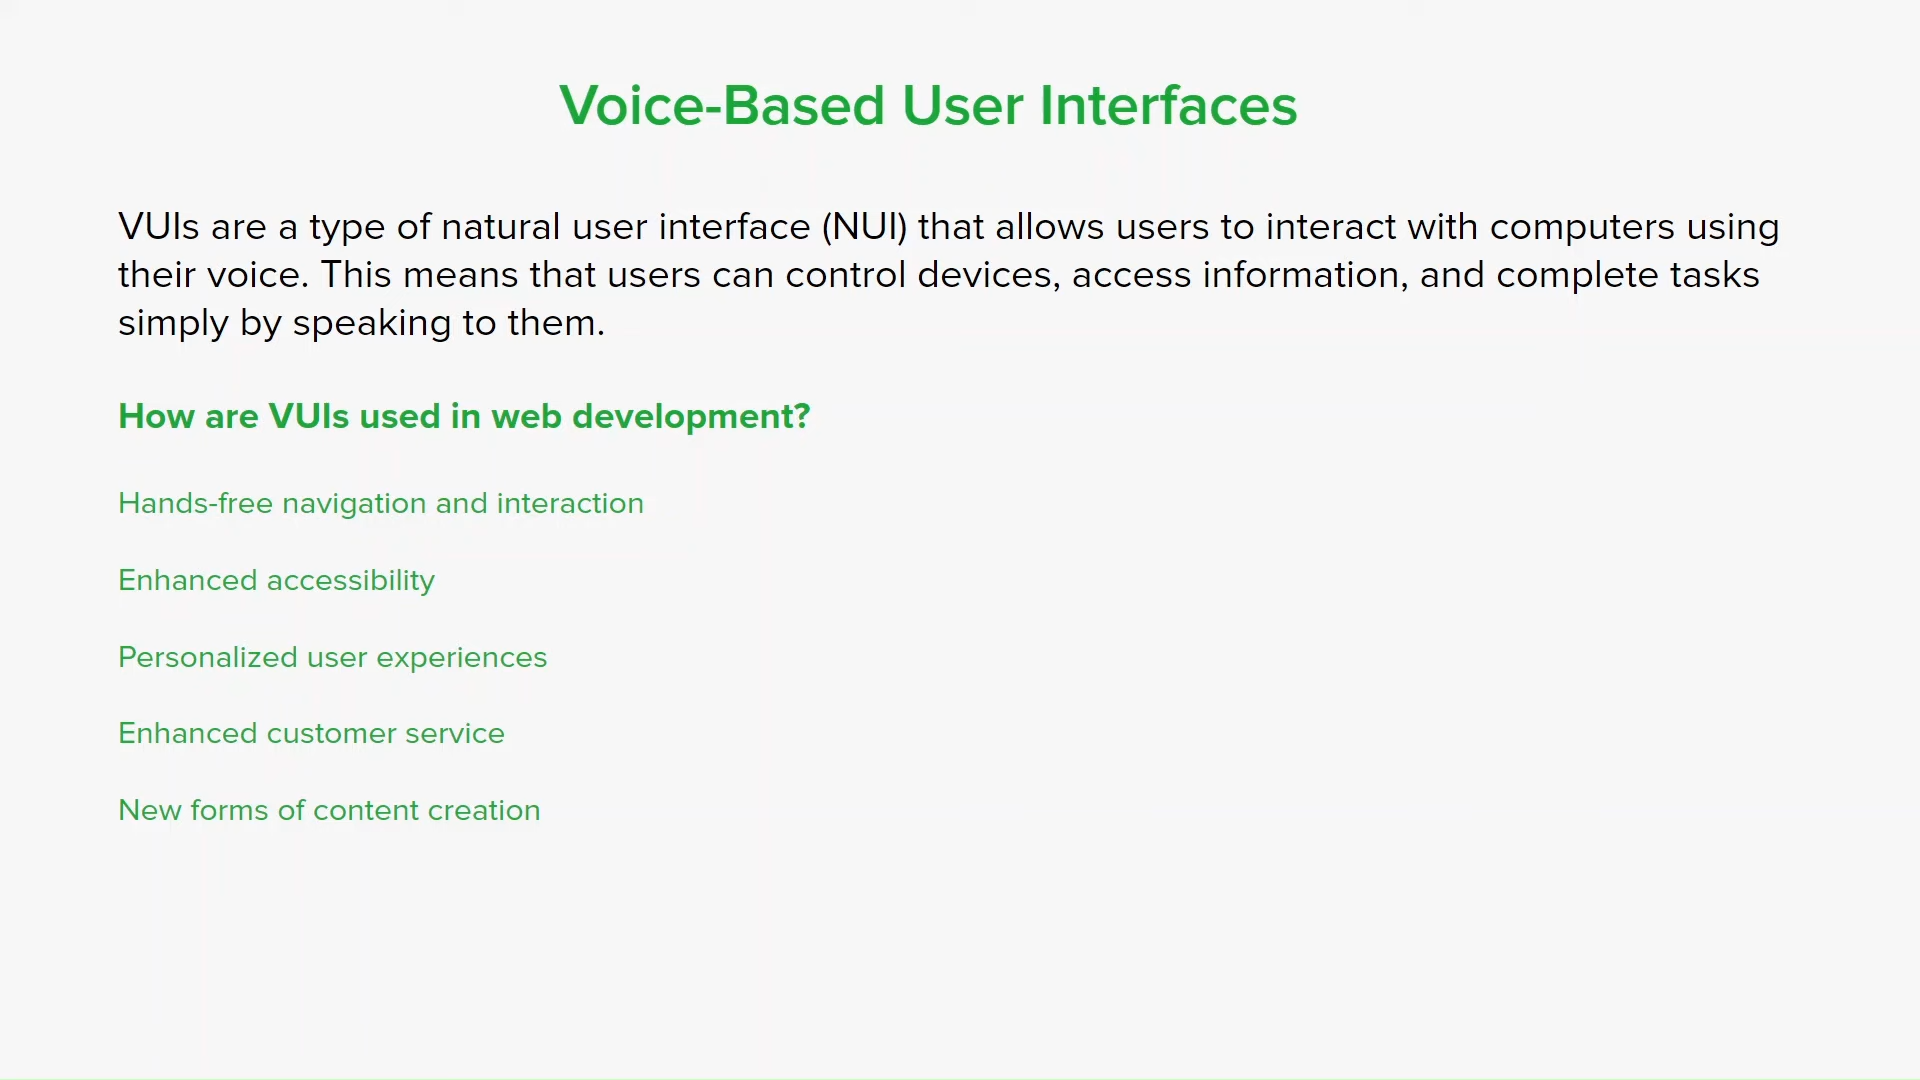 Voice-Based User Interfaces
VUIs are a type of natural user interface (NUI) that allows users to interact with computers using
their voice. This means that users can control devices, access information, and complete tasks
simply by speaking to them.
How are VUIs used in web development?
Hands-free navigation and interaction
Enhanced accessibility
Personalized user experiences
Enhanced customer service
New forms of content creation